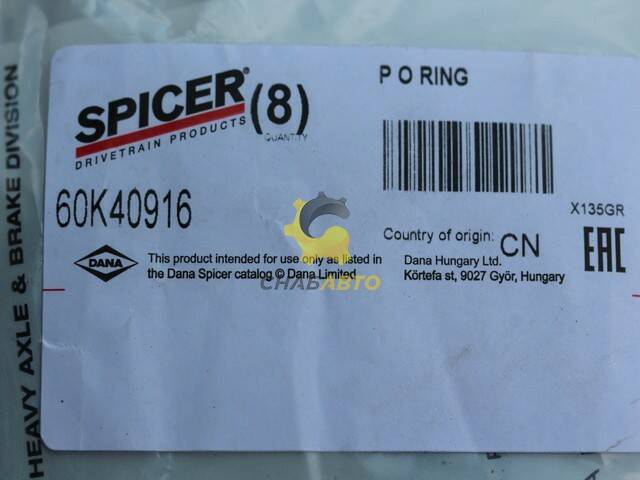 P O RING
SPICER®
(8)
QUANTITY
DRIVETRAIN PRODUCTS
60K40916
X135GR
Country of origin: CN
EAC
DANA
This product intended for use only as listed in
the Dana Spicer catalog © Dana Limited
Dana Hungary Ltd.
Körtefa st, 9027 Györ, Hungary
СНАБАВТО
HEAVY AXLE & BRAKE DIVISION